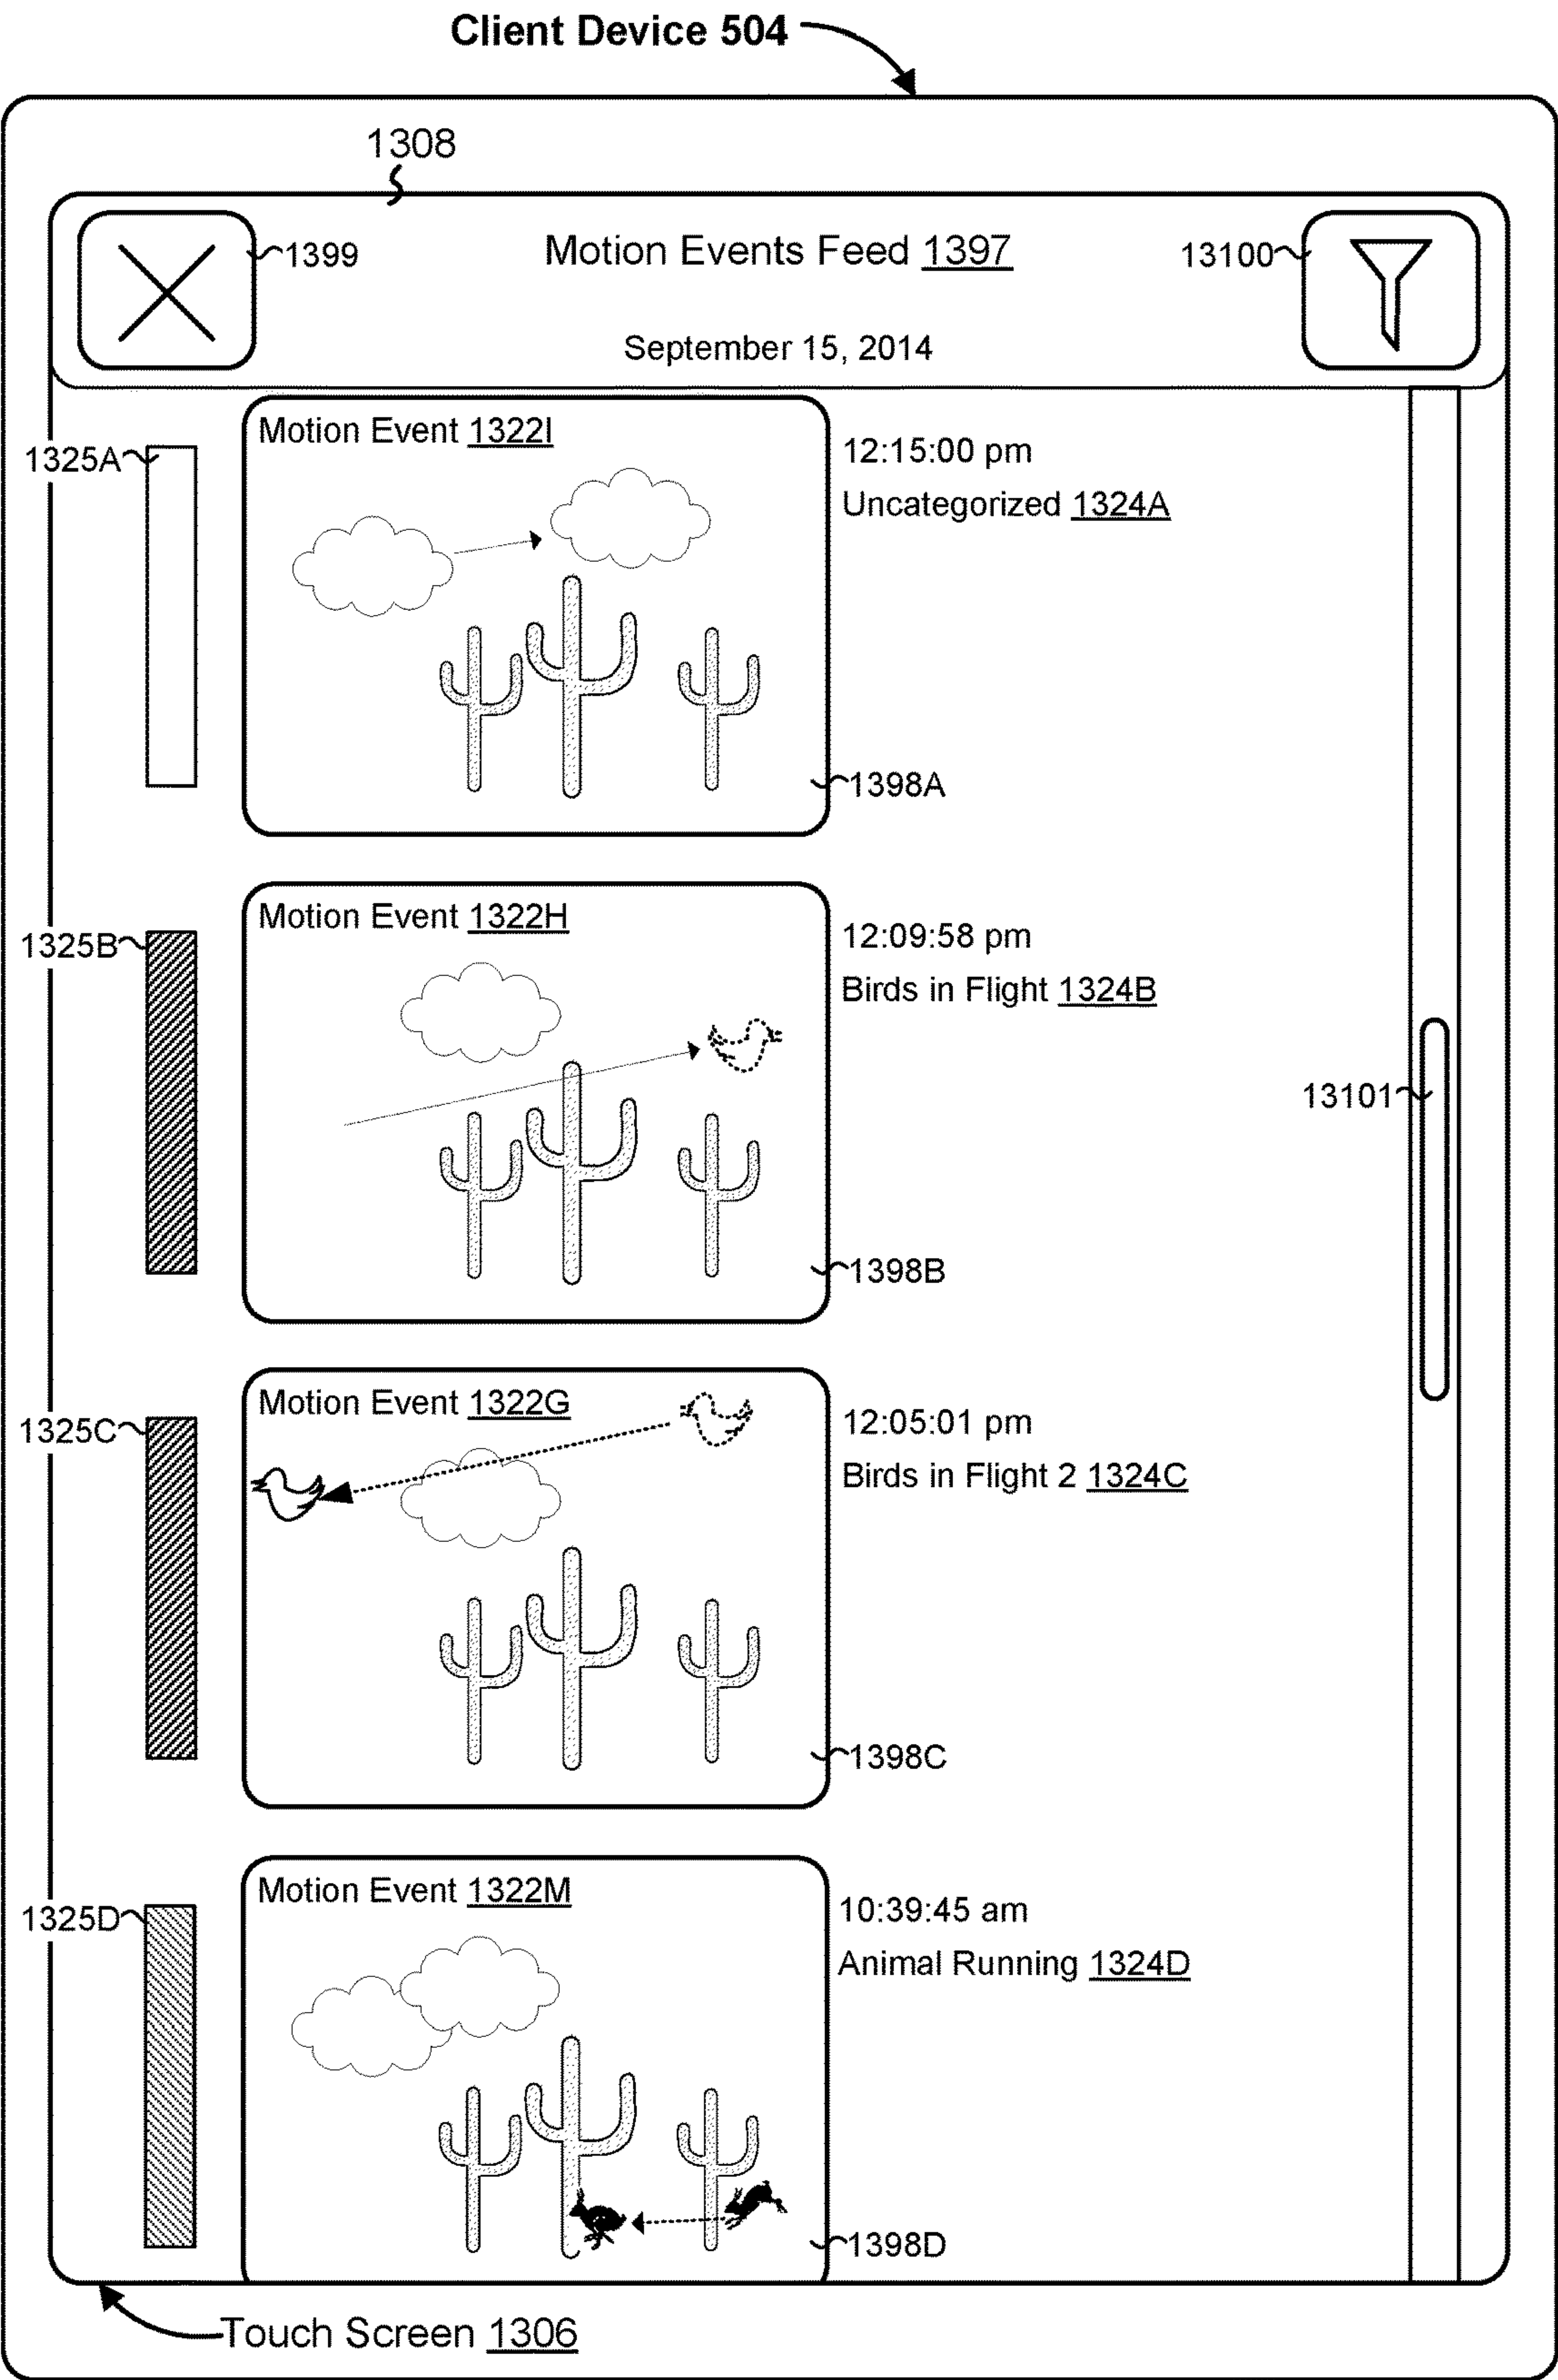 Client Device 504
1308
1399
Motion Events Feed 1397
13100
September 15, 2014
1325A
Motion Event 1322I
12:15:00 pm
Uncategorized 1324A
1398A
1325B
Motion Event 1322H
12:09:58 pm
Birds in Flight 1324B
13101
1398B
1325C
Motion Event 1322G
12:05:01 pm
Birds in Flight 2 1324C
1398C
1325D
Motion Event 1322M
10:39:45 am
Animal Running 1324D
1398D
Touch Screen 1306